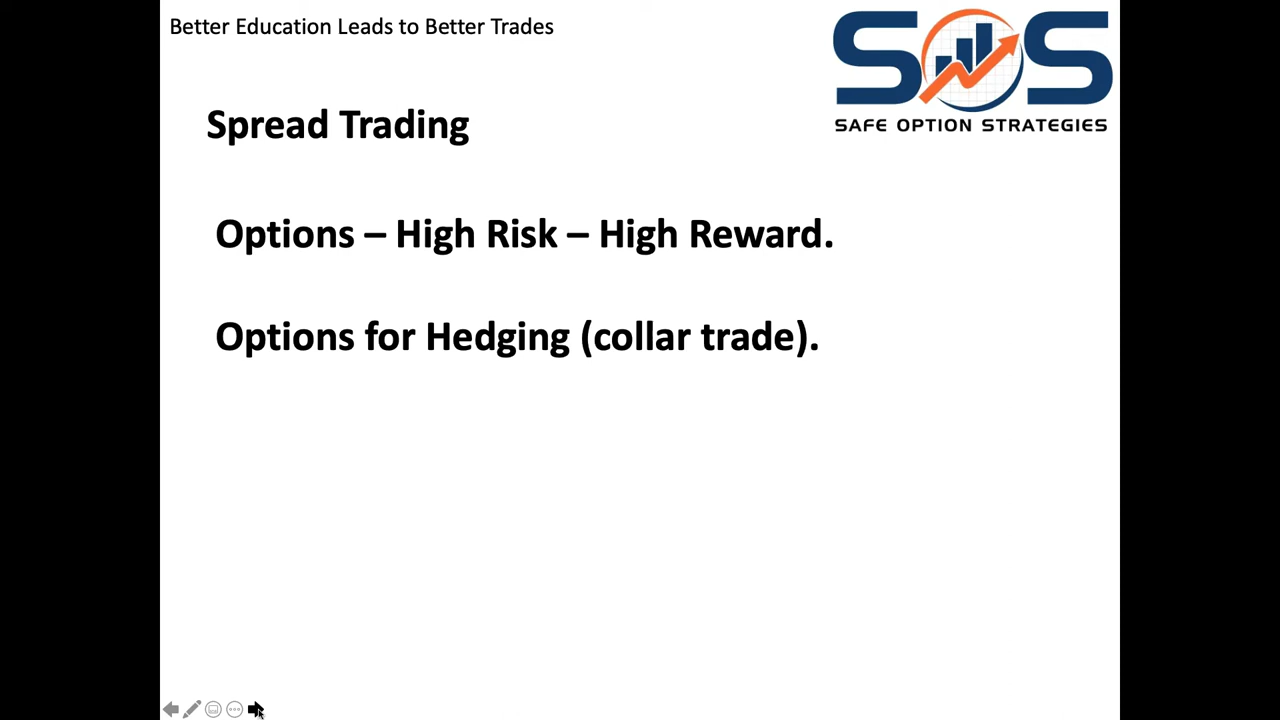 Better Education Leads to Better Trades
SOS
SAFE OPTION STRATEGIES
Spread Trading
Options – High Risk – High Reward.
Options for Hedging (collar trade).